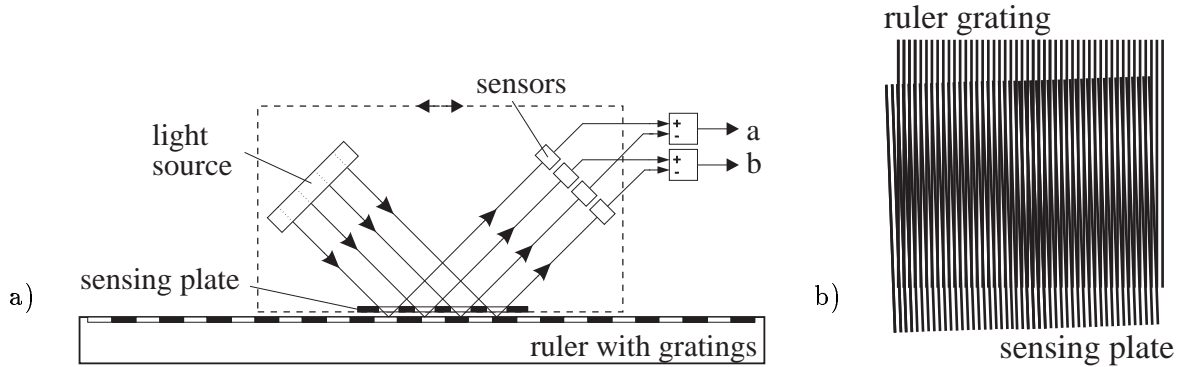 a)
light
source
sensing plate
sensors
+
-
a
+
-
b
ruler with gratings
b)
ruler grating
sensing plate